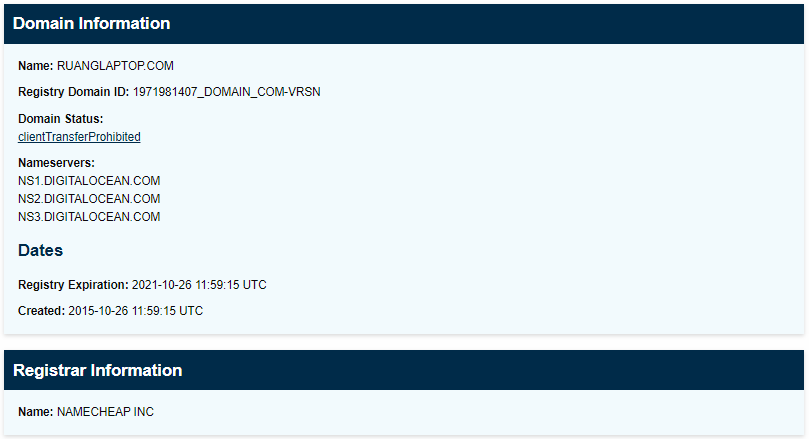 Domain Information
Name: RUANGLAPTOP.COM
Registry Domain ID: 1971981407_DOMAIN_COM-VRSN
Domain Status:
clientTransferProhibited
Nameservers:
NS1.DIGITALOCEAN.COM
NS2.DIGITALOCEAN.COM
NS3.DIGITALOCEAN.COM
Dates
Registry Expiration: 2021-10-26 11:59:15 UTC
Created: 2015-10-26 11:59:15 UTC
Registrar Information
Name: NAMECHEAP INC